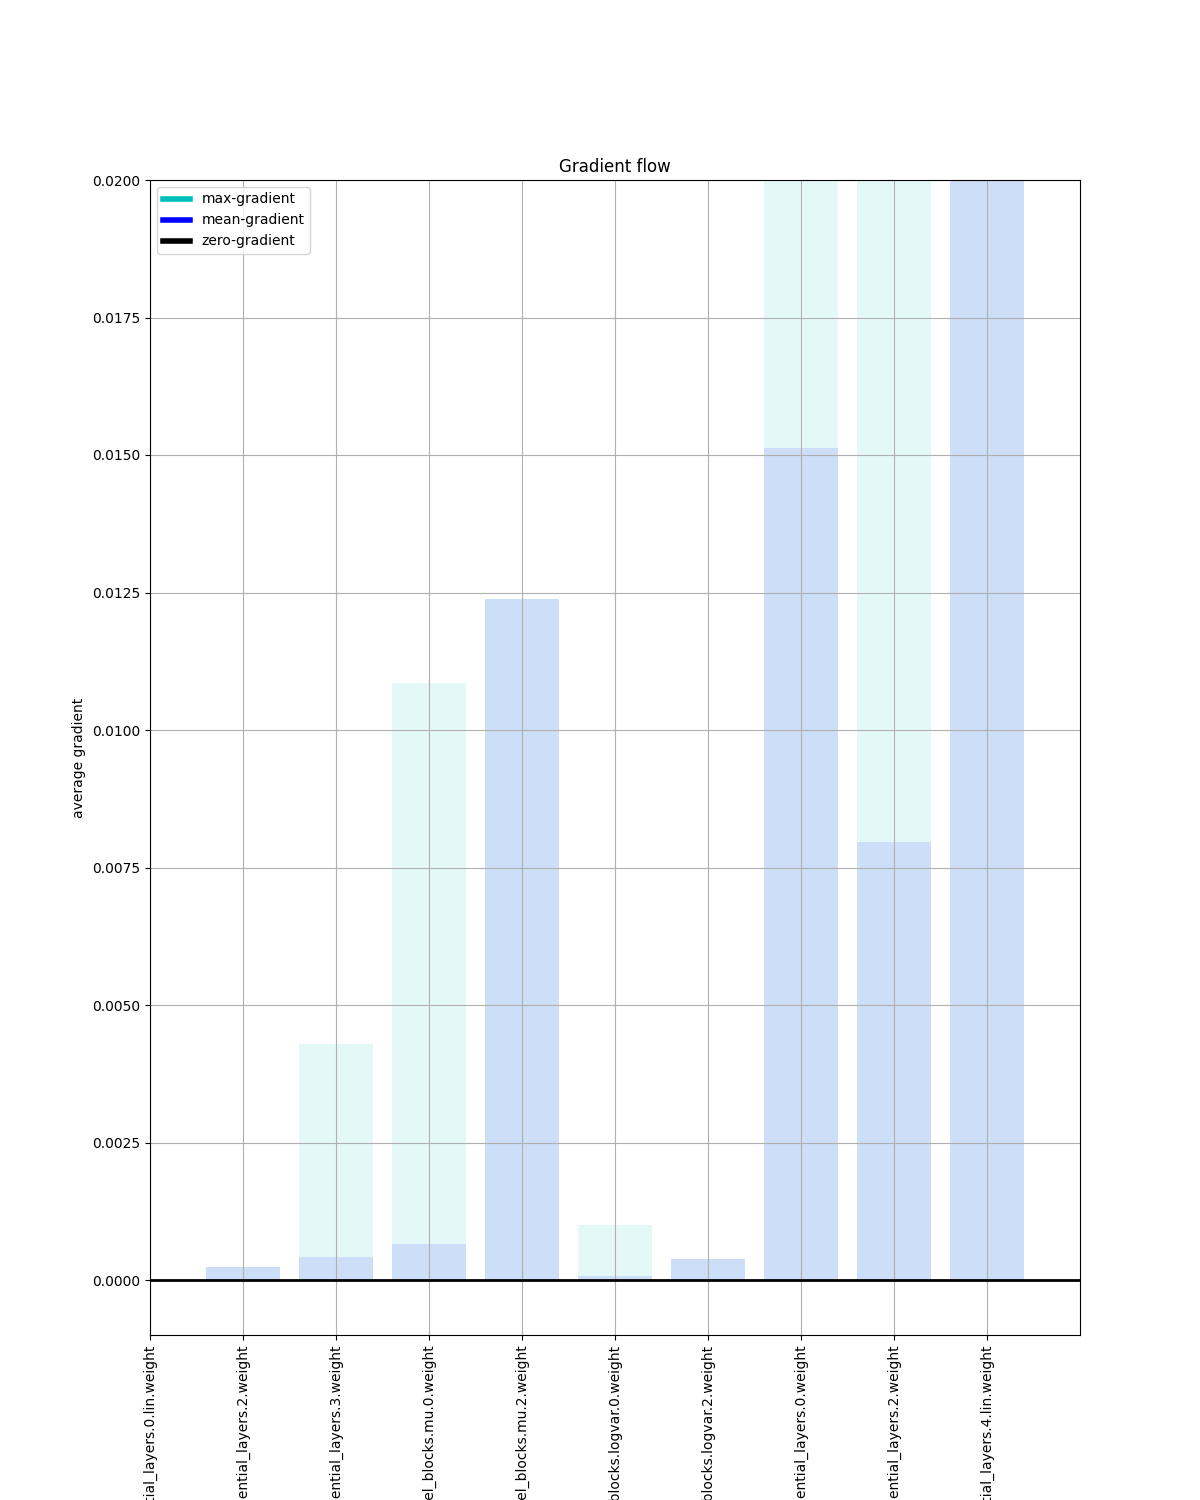 Gradient flow
max-gradient
mean-gradient
zero-gradient
0.0200
0.0175
0.0150
0.0125
0.0100
0.0075
0.0050
0.0025
0.0000
average gradient
tial_layers.0.lin.weight
ential_layers.2.weight
ential_layers.3.weight
el_blocks.mu.0.weight
el_blocks.mu.2.weight
blocks.logvar.0.weight
blocks.logvar.2.weight
ential_layers.0.weight
ential_layers.2.weight
tial_layers.4.lin.weight